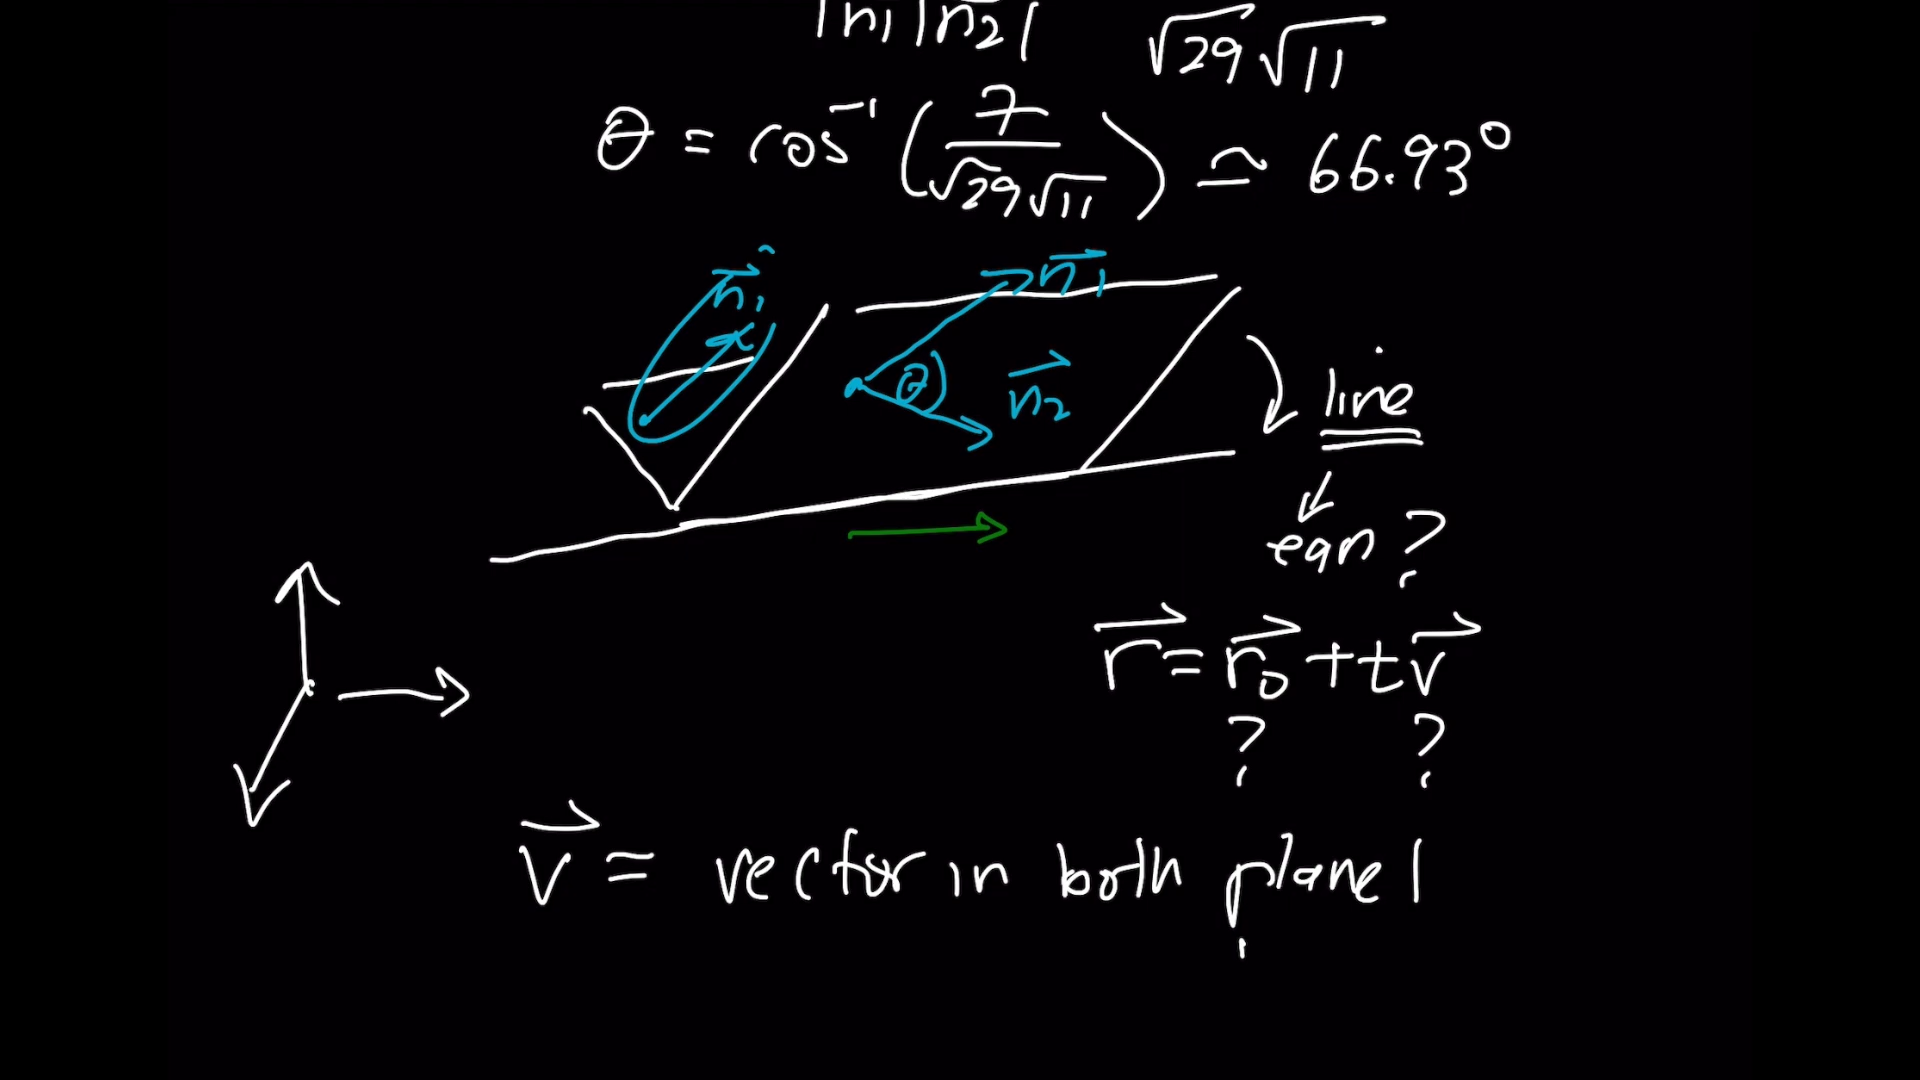 |n₁||n₂| √29 √11
θ = cos⁻¹ (7/(√29√11)) ≃ 66.93°
n₁ n₁
θ n₂
line
eqn?
r = r₀ + tv
? ?
v = vector in both plane